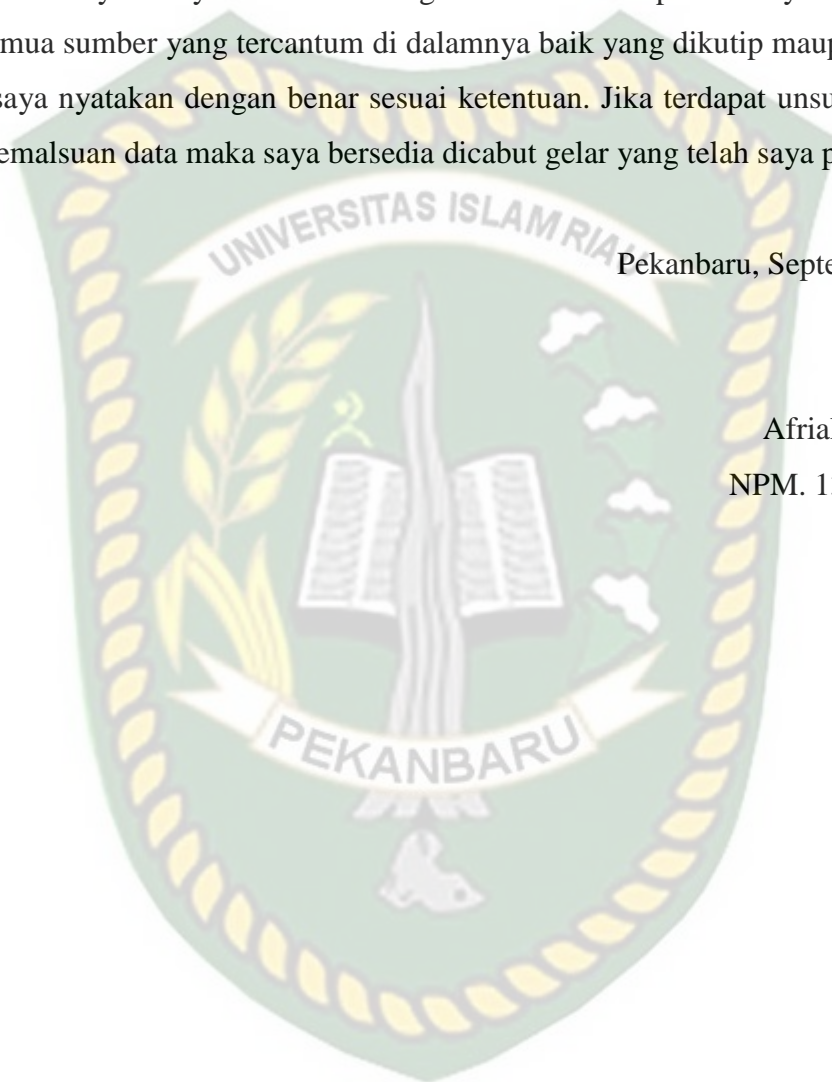 mua sumber yang tercantum di dalamnya baik yang dikutip maup
saya nyatakan dengan benar sesuai ketentuan. Jika terdapat unsu
emalsuan data maka saya bersedia dicabut gelar yang telah saya p
UNIVERSITAS ISLAM RIAU
Pekanbaru, Septe
Afrial
NPM. 1
PEKANBARU